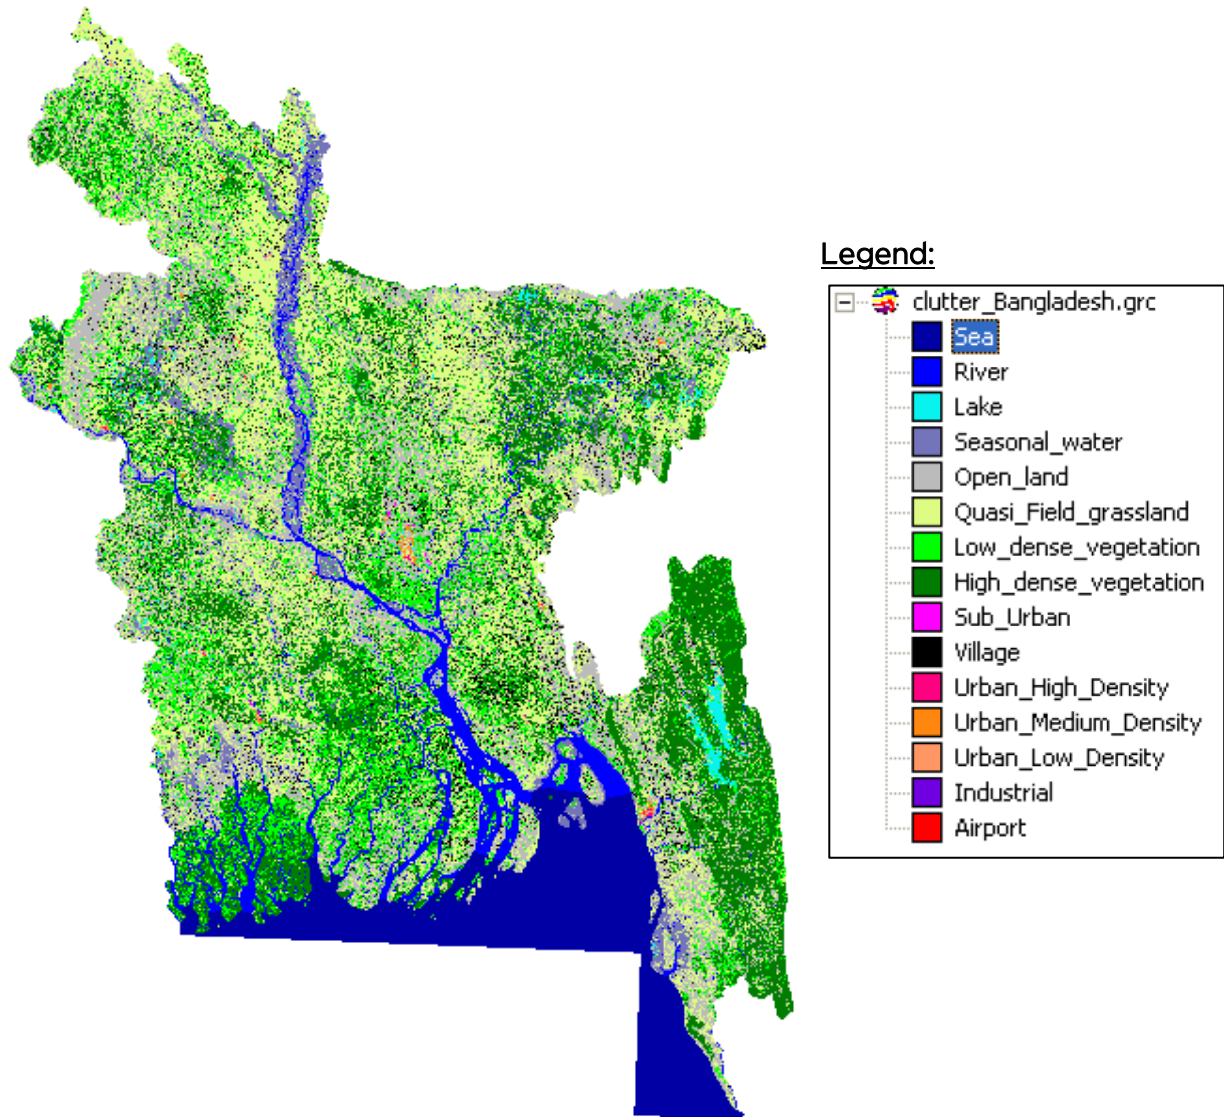 Legend:
clutter_Bangladesh.grc
Sea
River
Lake
Seasonal_water
Open_land
Quasi_Field_grassland
Low_dense_vegetation
High_dense_vegetation
Sub_Urban
Village
Urban_High_Density
Urban_Medium_Density
Urban_Low_Density
Industrial
Airport